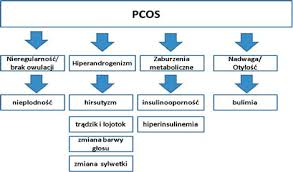 PCOS
Nieregularność/
brak owulacji
Hiperandrogenizm
Zaburzenia
metaboliczne
Nadwaga/
Otyłość
niepłodność
hirsutyzm
insulinooporność
bulimia
trądzik i łojotok
hiperinsulinemia
zmiana barwy
głosu
zmiana sylwetki